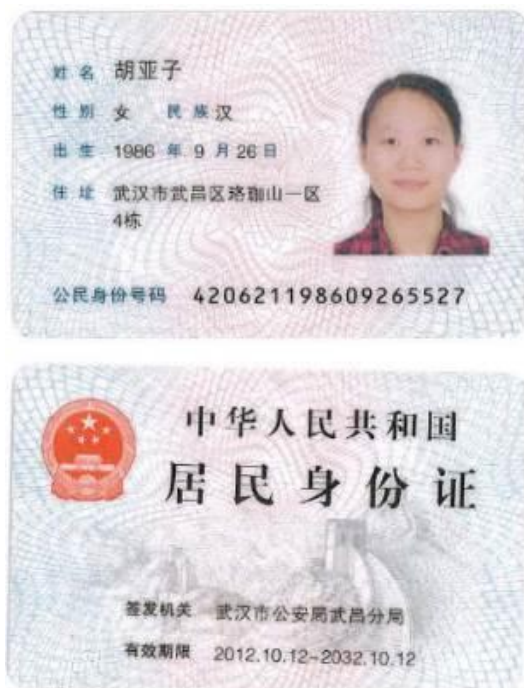 姓名 胡亚子
性别 女 民族 汉
出生 1986 年 9 月 26 日
住址 武汉市武昌区珞珈山一区
4栋
公民身份号码 420621198609265527
中华人民共和国
居民身份证
签发机关 武汉市公安局武昌分局
有效期限 2012.10.12-2032.10.12